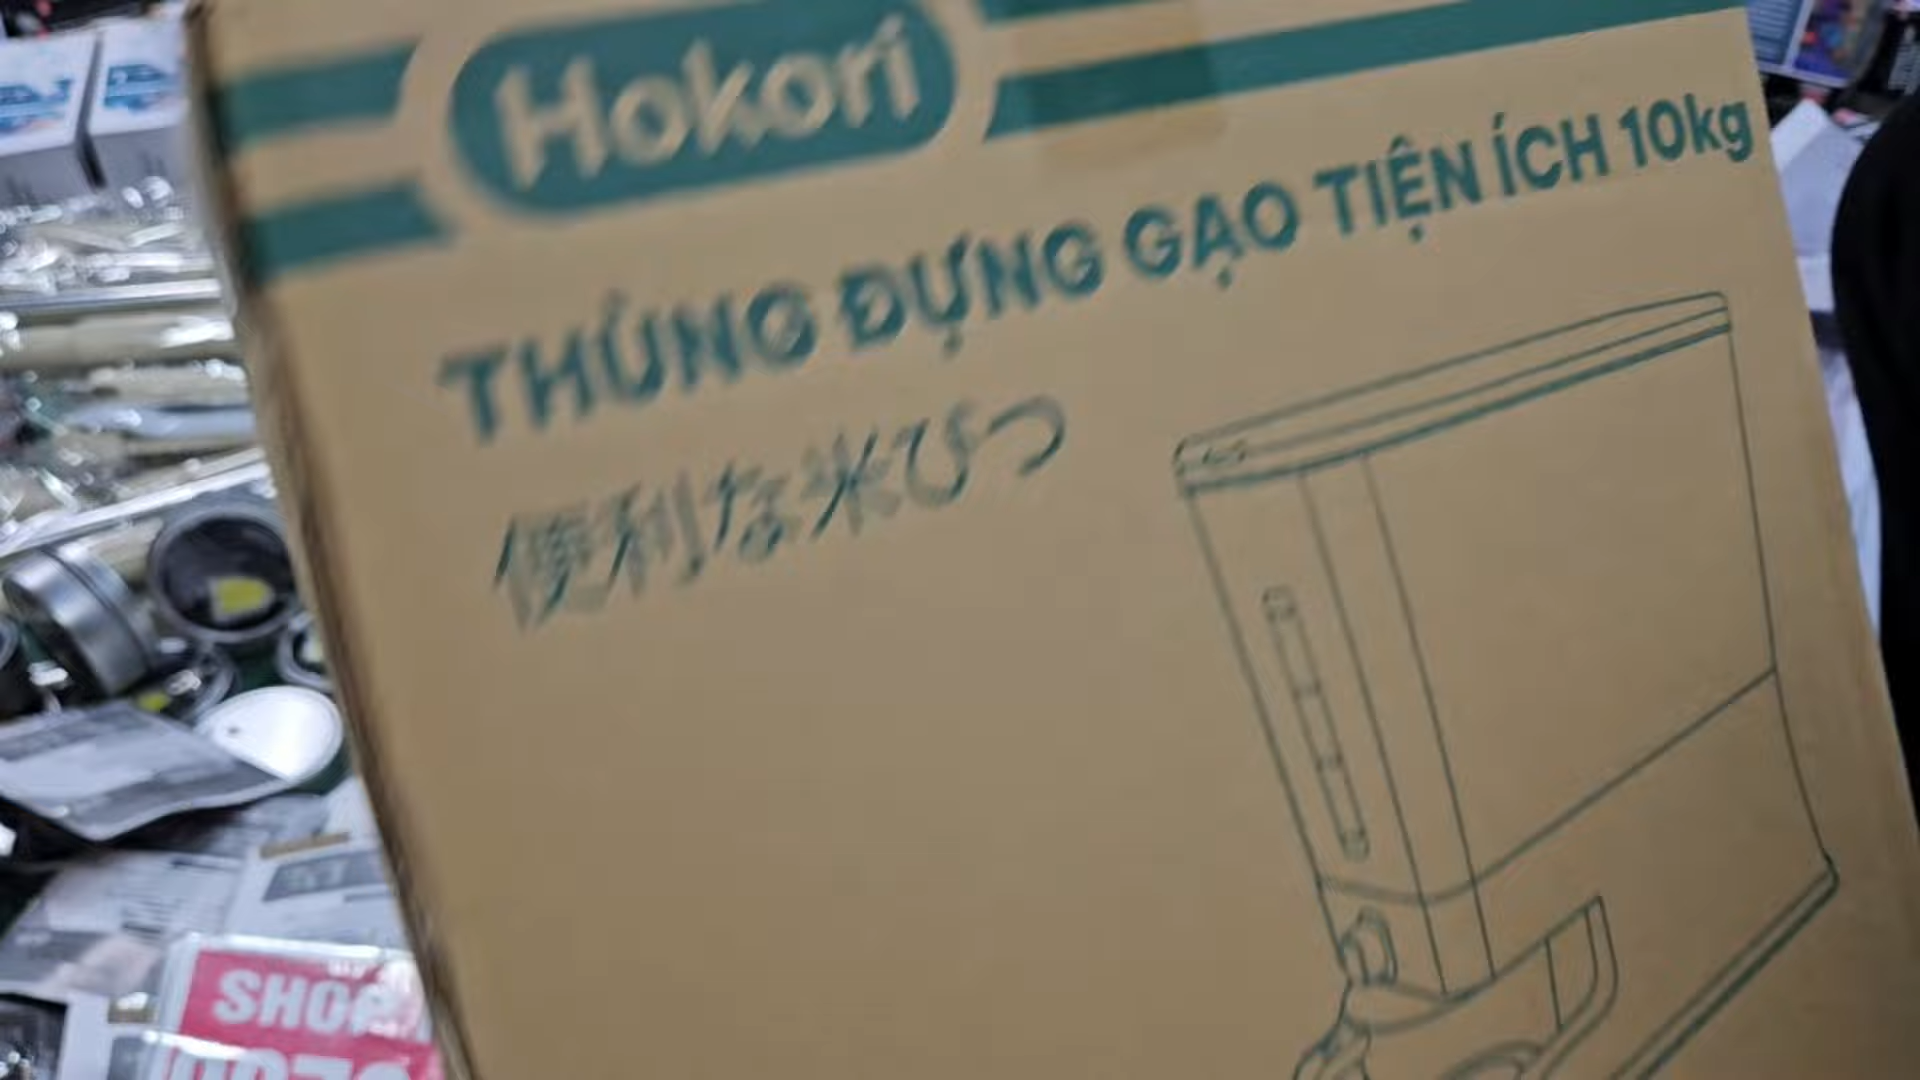 Hokori
THÙNG ĐỰNG GẠO TIỆN ÍCH 10kg
便利な米びつ
SHOP